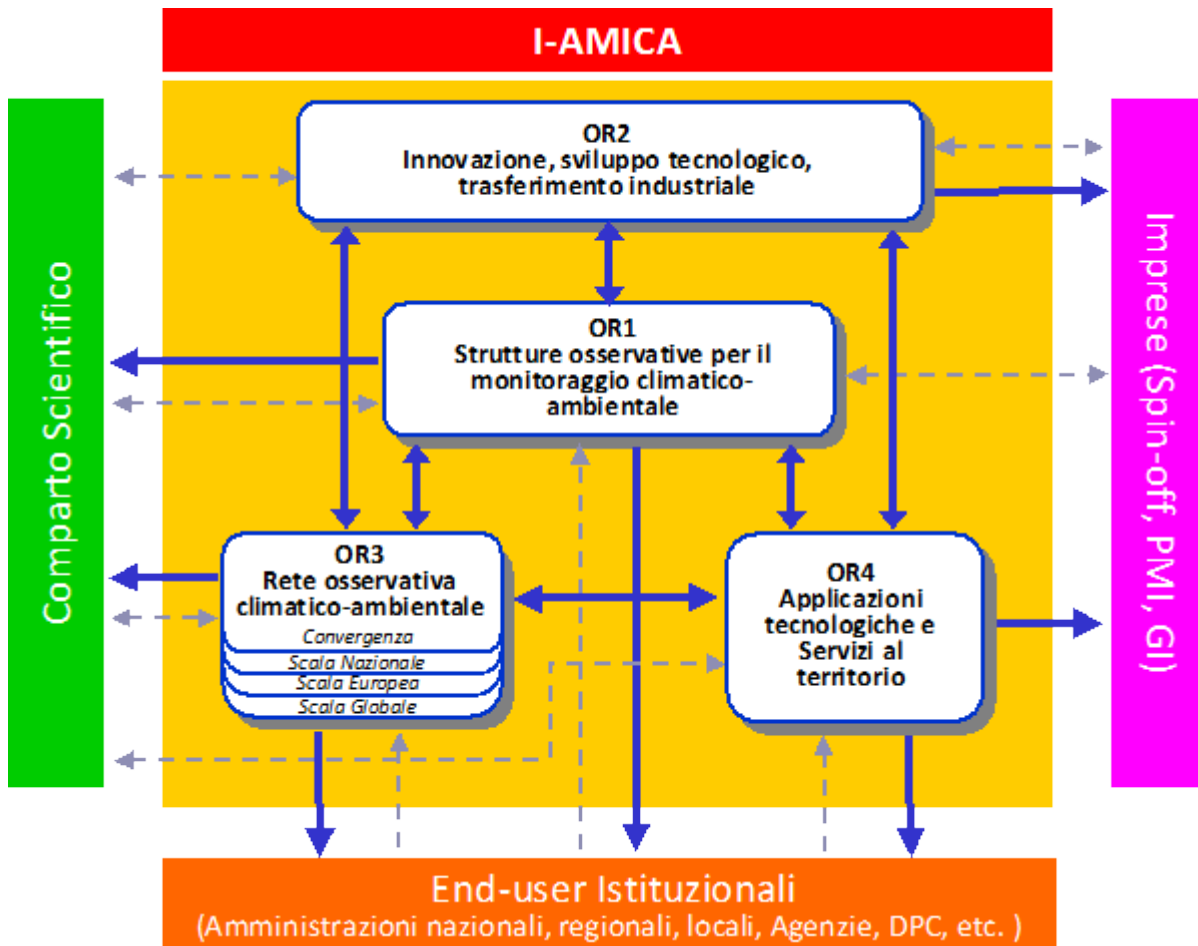 I-AMICA
Comparto Scientifico
OR2
Innovazione, sviluppo tecnologico,
trasferimento industriale
OR1
Strutture osservative per il
monitoraggio climatico-
ambientale
OR3
Rete osservativa
climatico-ambientale
Convergenza
Scala Nazionale
Scala Europea
Scala Globale
OR4
Applicazioni
tecnologiche e
Servizi al
territorio
Imprese (Spin-off, PMI, GI)
End-user Istituzionali
(Amministrazioni nazionali, regionali, locali, Agenzie, DPC, etc. )